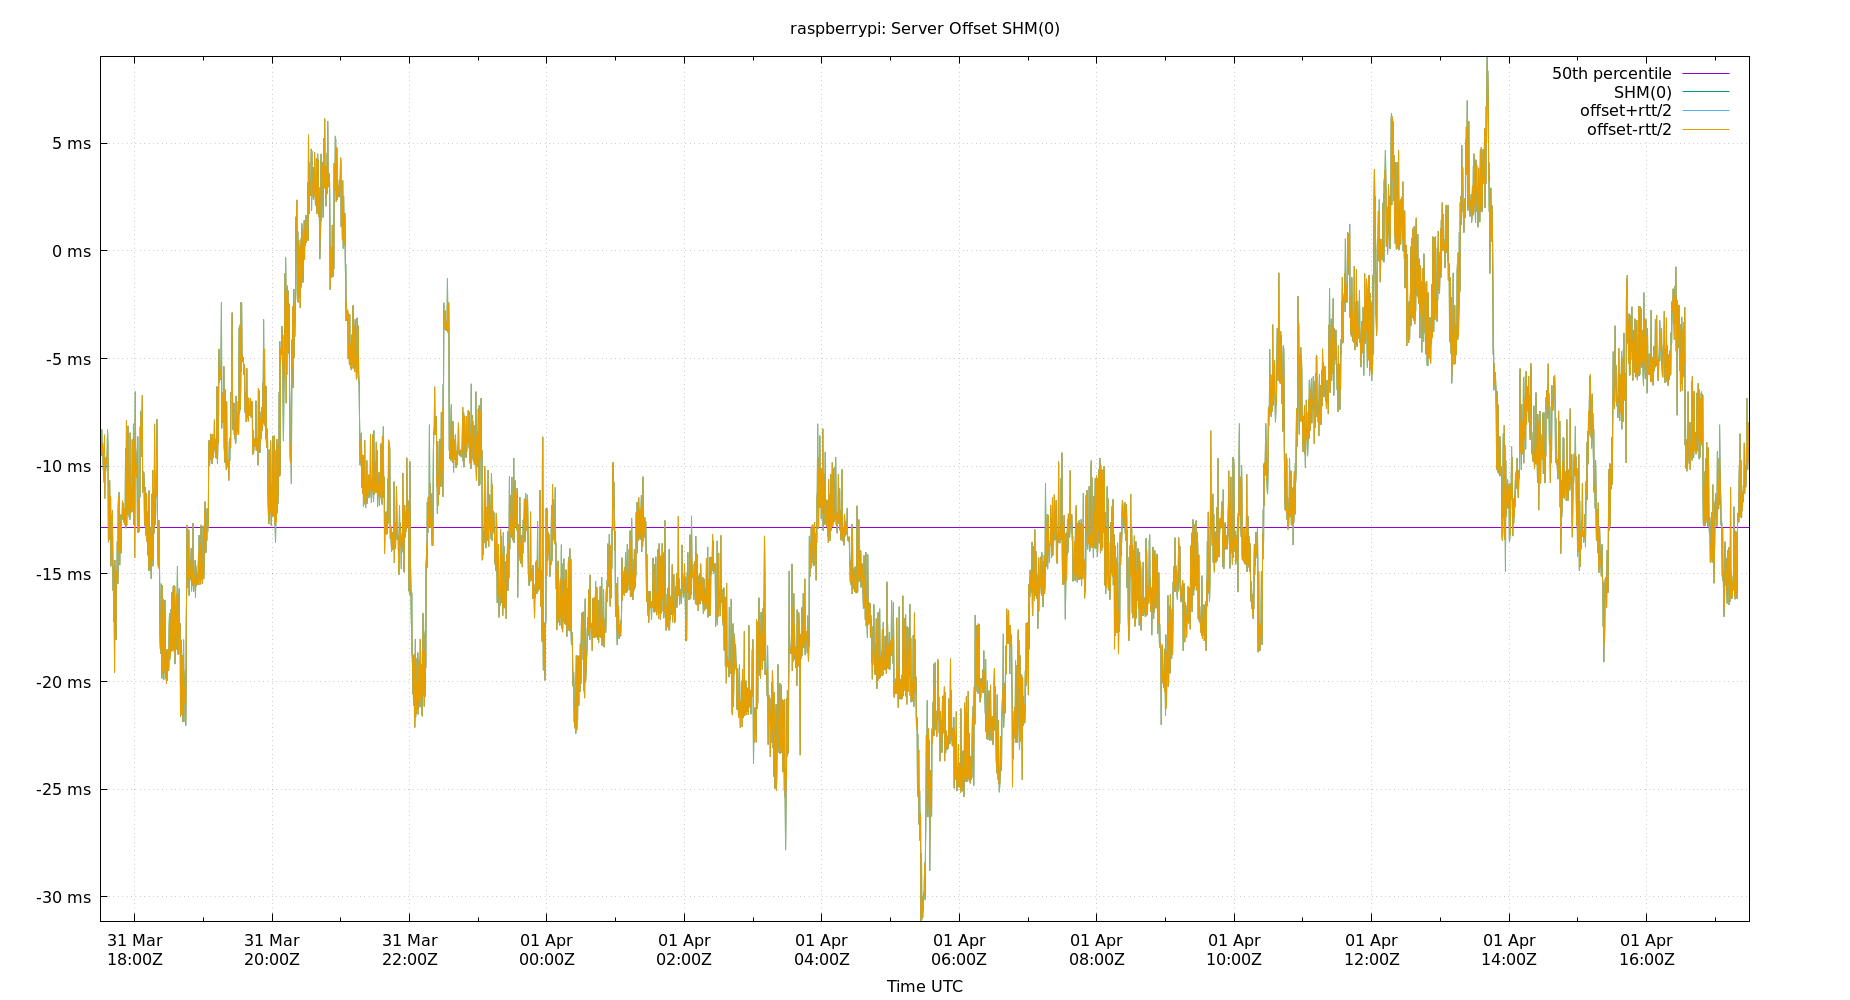 raspberrypi: Server Offset SHM(0)
50th percentile
SHM(0)
offset+rtt/2
offset-rtt/2
5 ms
0 ms
-5 ms
-10 ms
-15 ms
-20 ms
-25 ms
-30 ms
31 Mar 31 Mar 31 Mar 01 Apr 01 Apr 01 Apr 01 Apr 01 Apr 01 Apr 01 Apr 01 Apr 01 Apr
18:00Z 20:00Z 22:00Z 00:00Z 02:00Z 04:00Z 06:00Z 08:00Z 10:00Z 12:00Z 14:00Z 16:00Z
Time UTC